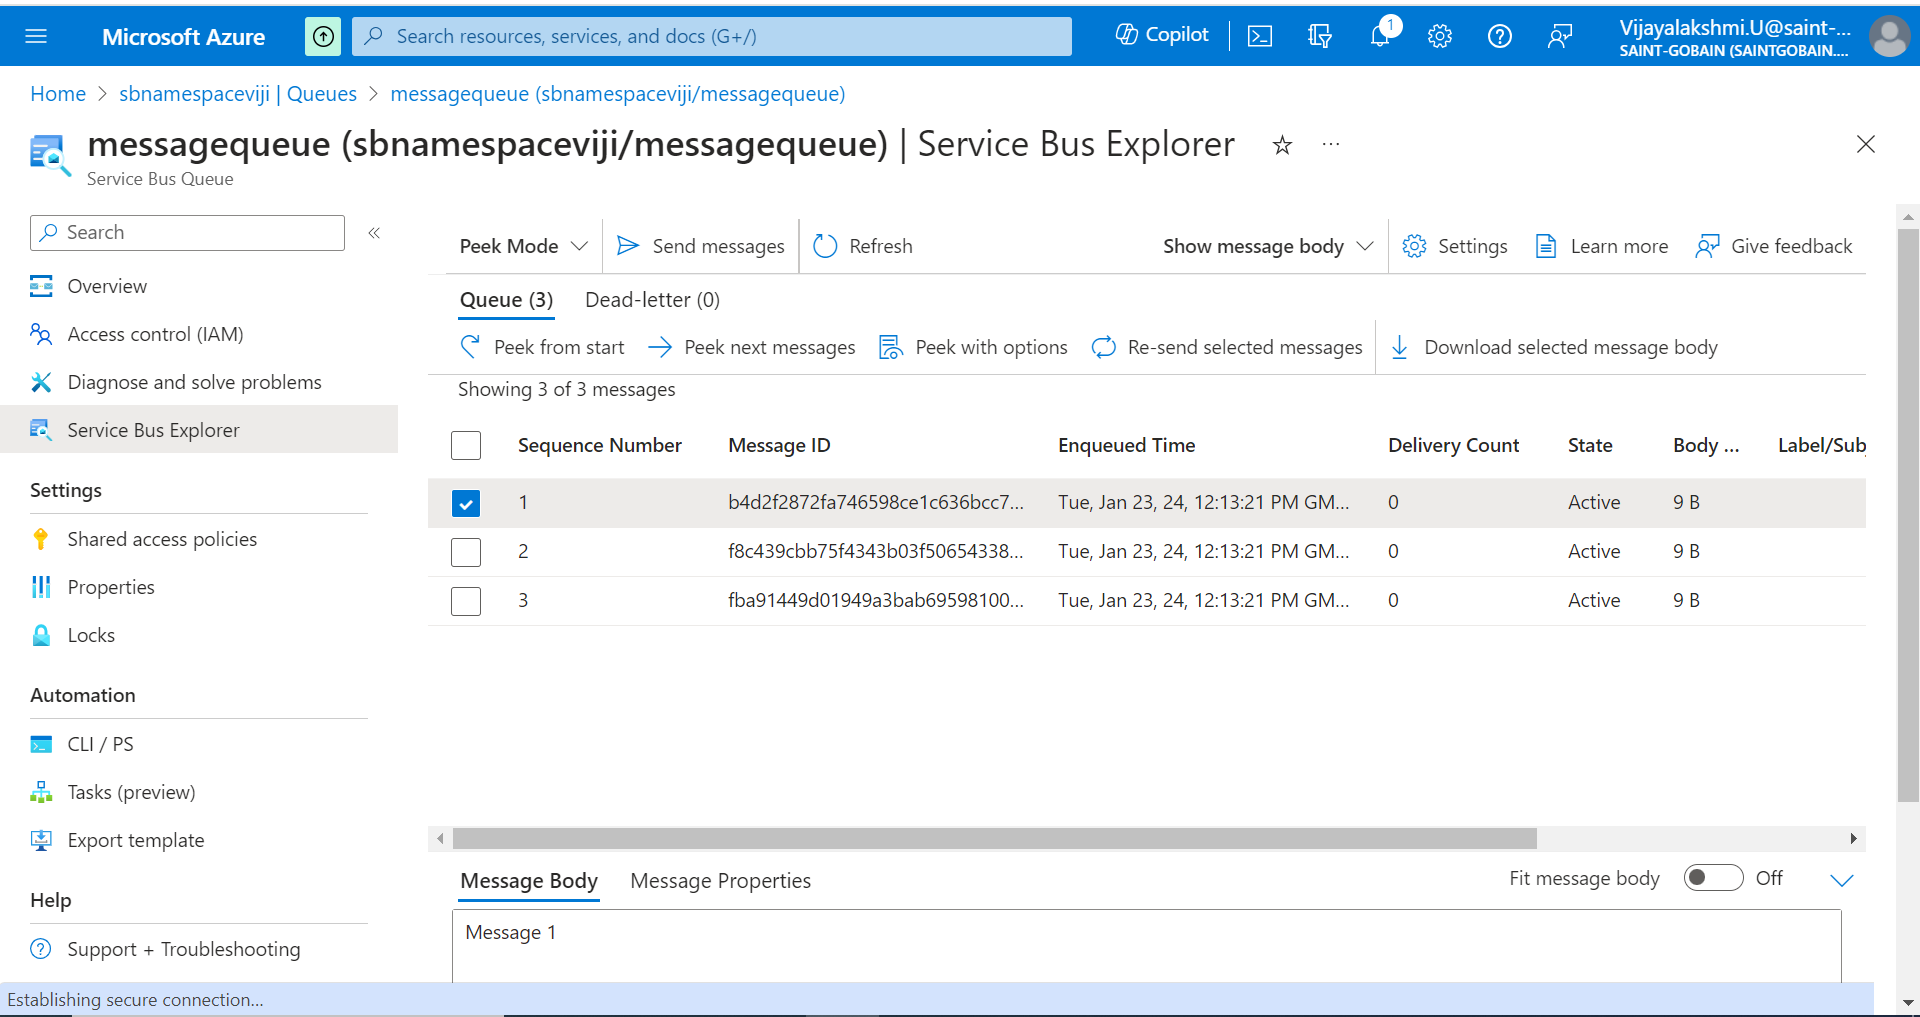 Microsoft Azure
Search resources, services, and docs (G+/)
Copilot
1
Vijayalakshmi.U@saint-...
SAINT-GOBAIN (SAINTGOBAIN....
Home > sbnamespaceviji | Queues > messagequeue (sbnamespaceviji/messagequeue)
messagequeue (sbnamespaceviji/messagequeue) | Service Bus Explorer
Service Bus Queue
Search
Overview
Access control (IAM)
Diagnose and solve problems
Service Bus Explorer
Settings
Shared access policies
Properties
Locks
Automation
CLI / PS
Tasks (preview)
Export template
Help
Support + Troubleshooting
Peek Mode Send messages Refresh Show message body Settings Learn more Give feedback
Queue (3) Dead-letter (0)
Peek from start Peek next messages Peek with options Re-send selected messages Download selected message body
Showing 3 of 3 messages
Sequence Number Message ID Enqueued Time Delivery Count State Body ... Label/Sub
1 b4d2f2872fa746598ce1c636bcc7... Tue, Jan 23, 24, 12:13:21 PM GM... 0 Active 9 B
2 f8c439cbb75f4343b03f50654338... Tue, Jan 23, 24, 12:13:21 PM GM... 0 Active 9 B
3 fba91449d01949a3bab69598100... Tue, Jan 23, 24, 12:13:21 PM GM... 0 Active 9 B
Message Body Message Properties Fit message body Off
Message 1
Establishing secure connection...